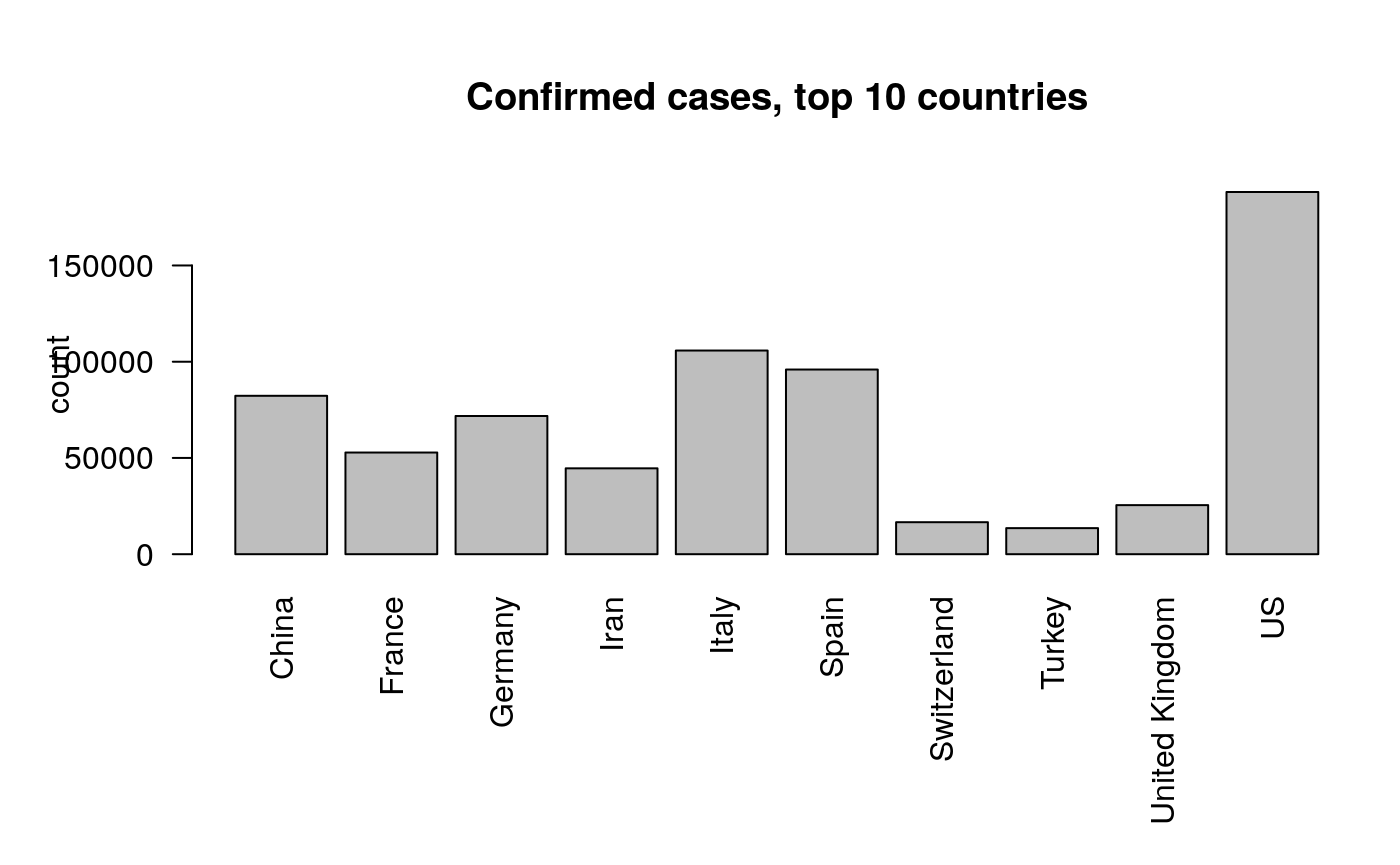 Confirmed cases, top 10 countries
count
150000
100000
50000
0
China
France
Germany
Iran
Italy
Spain
Switzerland
Turkey
United Kingdom
US